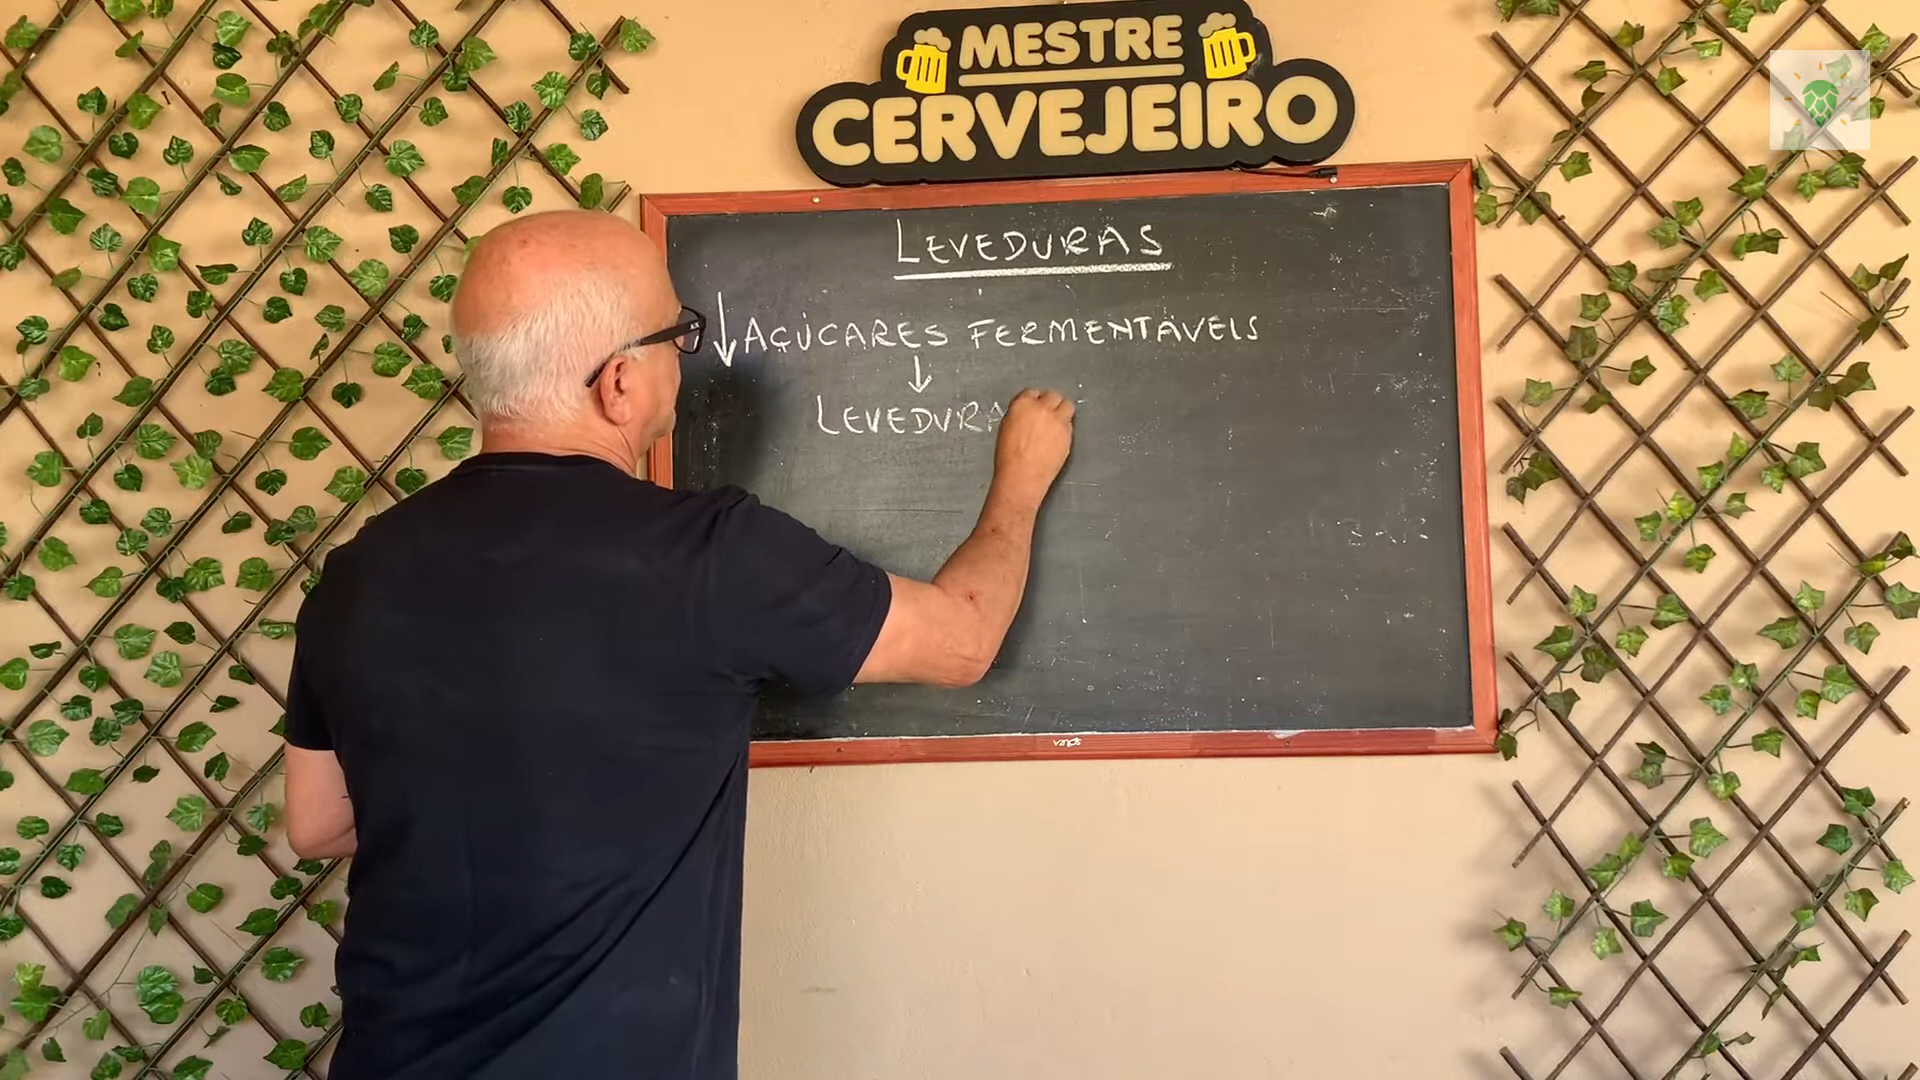 MESTRE
CERVEJEIRO
LEVEDURAS
↓ AÇÚCARES FERMENTÁVEIS
↓
LEVEDURA